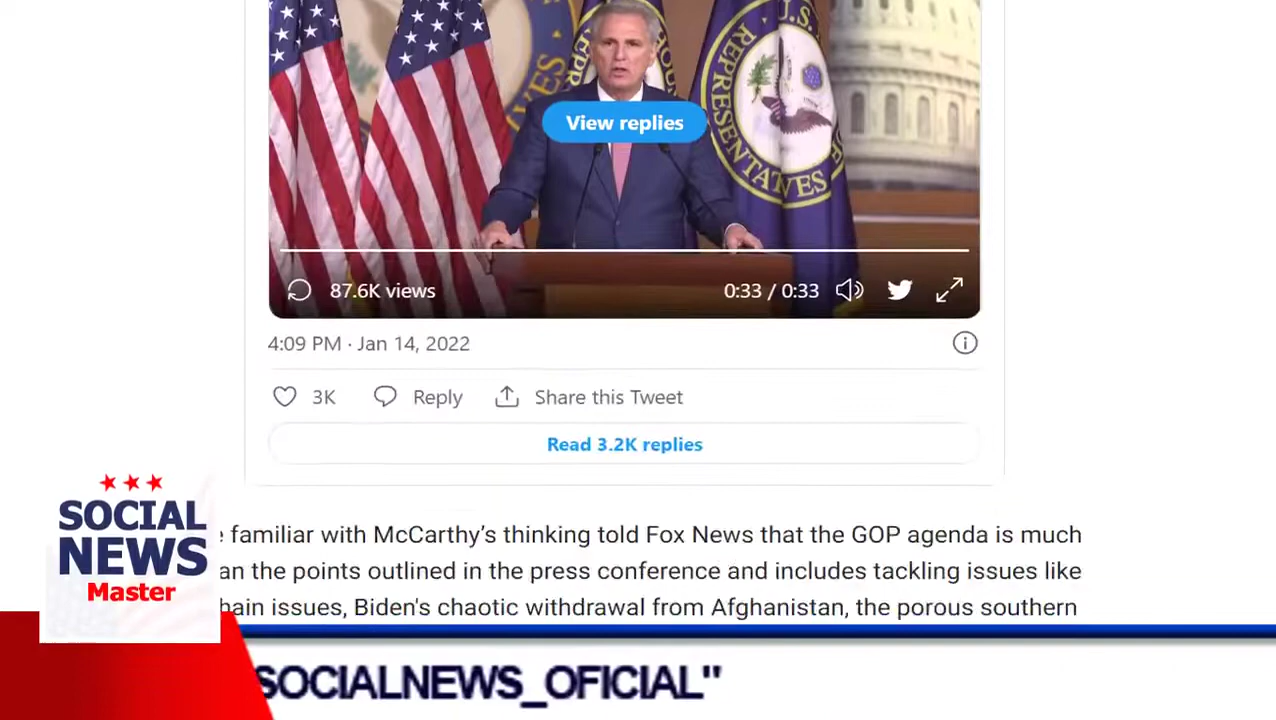 U.S.
REPRESENTATIVES
View replies
87.6K views
0:33 / 0:33
4:09 PM · Jan 14, 2022
3K
Reply
Share this Tweet
Read 3.2K replies
SOCIAL
NEWS
Master
familiar with McCarthy’s thinking told Fox News that the GOP agenda is much
the points outlined in the press conference and includes tackling issues like
issues, Biden's chaotic withdrawal from Afghanistan, the porous southern
SOCIALNEWS_OFICIAL"